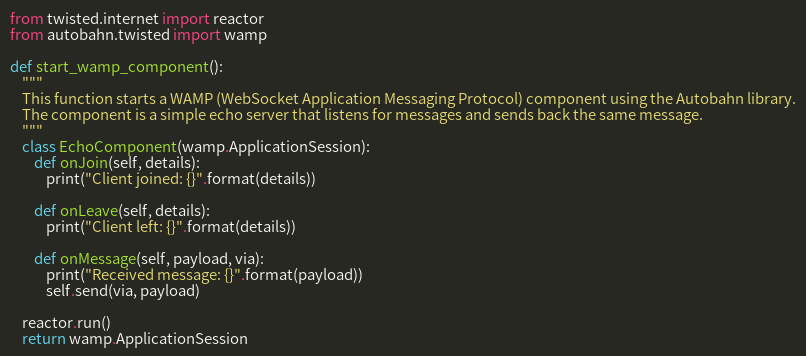 from twisted.internet import reactor
from autobahn.twisted import wamp

def start_wamp_component():
    """
    This function starts a WAMP (WebSocket Application Messaging Protocol) component using the Autobahn library.
    The component is a simple echo server that listens for messages and sends back the same message.
    """
    class EchoComponent(wamp.ApplicationSession):
        def onJoin(self, details):
            print("Client joined: {}".format(details))

        def onLeave(self, details):
            print("Client left: {}".format(details))

        def onMessage(self, payload, via):
            print("Received message: {}".format(payload))
            self.send(via, payload)

    reactor.run()
    return wamp.ApplicationSession